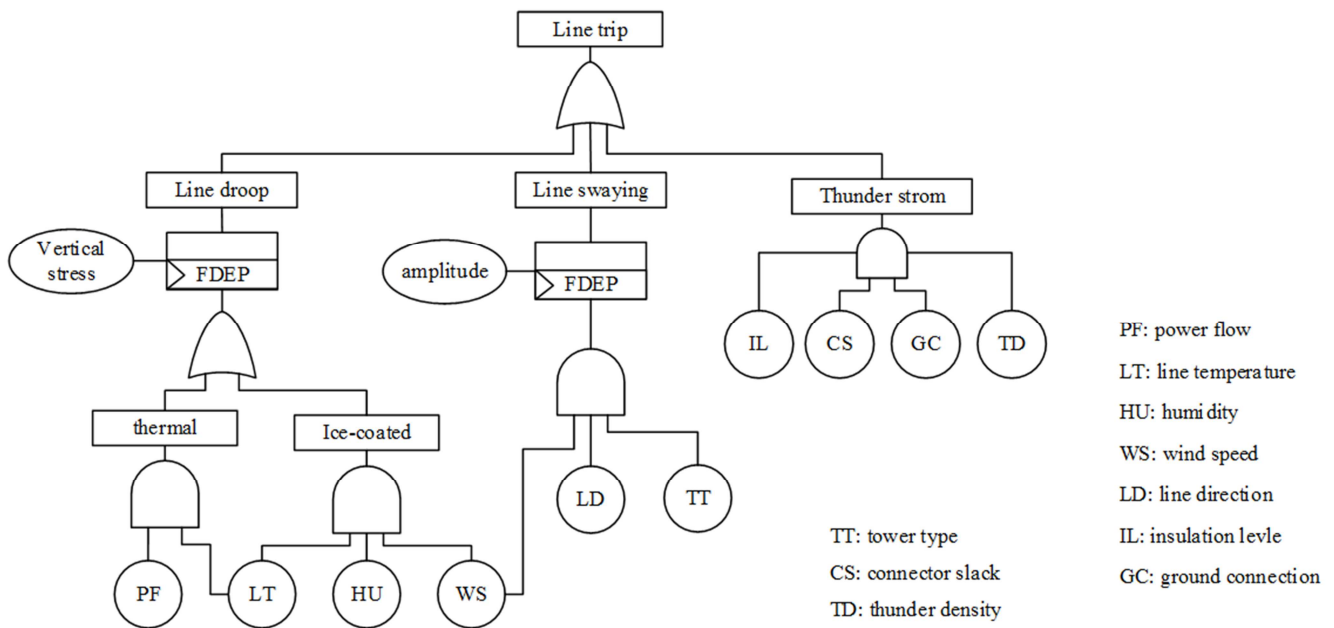 Line trip
Line droop
Line swaying
Thunder strom
Vertical
stress
FDEP
amplitude
FDEP
IL
CS
GC
TD
thermal
Ice-coated
LD
TT
PF
LT
HU
WS
PF: power flow
LT: line temperature
HU: humidity
WS: wind speed
LD: line direction
IL: insulation levle
GC: ground connection
TT: tower type
CS: connector slack
TD: thunder density